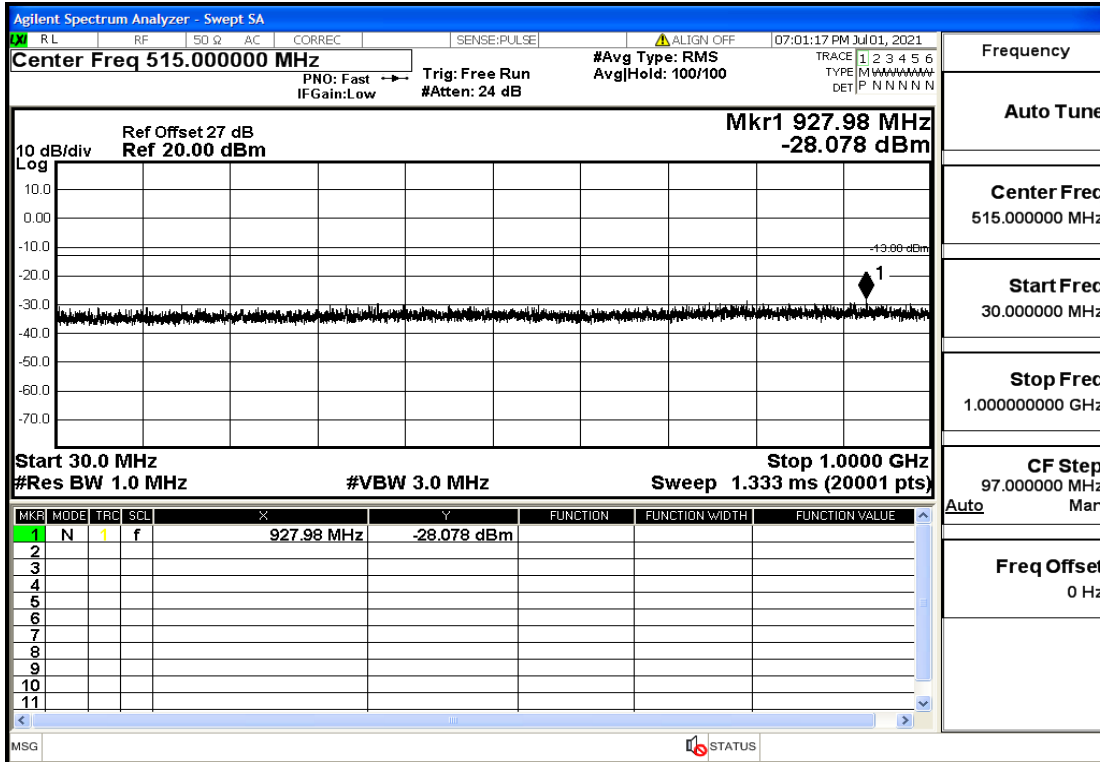 Agilent Spectrum Analyzer - Swept SA
LXI RL RF 50 Ω AC CORREC SENSE:PULSE ALIGN OFF 07:01:17 PM Jul 01, 2021
Center Freq 515.000000 MHz
PNO: Fast
IFGain:Low
Trig: Free Run
#Atten: 24 dB
#Avg Type: RMS
Avg|Hold: 100/100
TRACE 1 2 3 4 5 6
TYPE M
DET P N N N N N
Ref Offset 27 dB
Ref 20.00 dBm
10 dB/div
Log
Mkr1 927.98 MHz
-28.078 dBm
10.0
0.00
-10.0
-20.0
-30.0
-40.0
-50.0
-60.0
-70.0
-13.00 dBm
1
Start 30.0 MHz
Stop 1.0000 GHz
#Res BW 1.0 MHz
#VBW 3.0 MHz
Sweep 1.333 ms (20001 pts)
MKR MODE TRC SCL X Y FUNCTION FUNCTION WIDTH FUNCTION VALUE
1 N 1 f 927.98 MHz -28.078 dBm
2
3
4
5
6
7
8
9
10
11
MSG
STATUS
Frequency
Auto Tune
Center Freq
515.000000 MHz
Start Freq
30.000000 MHz
Stop Freq
1.000000000 GHz
CF Step
97.000000 MHz
Auto Man
Freq Offset
0 Hz